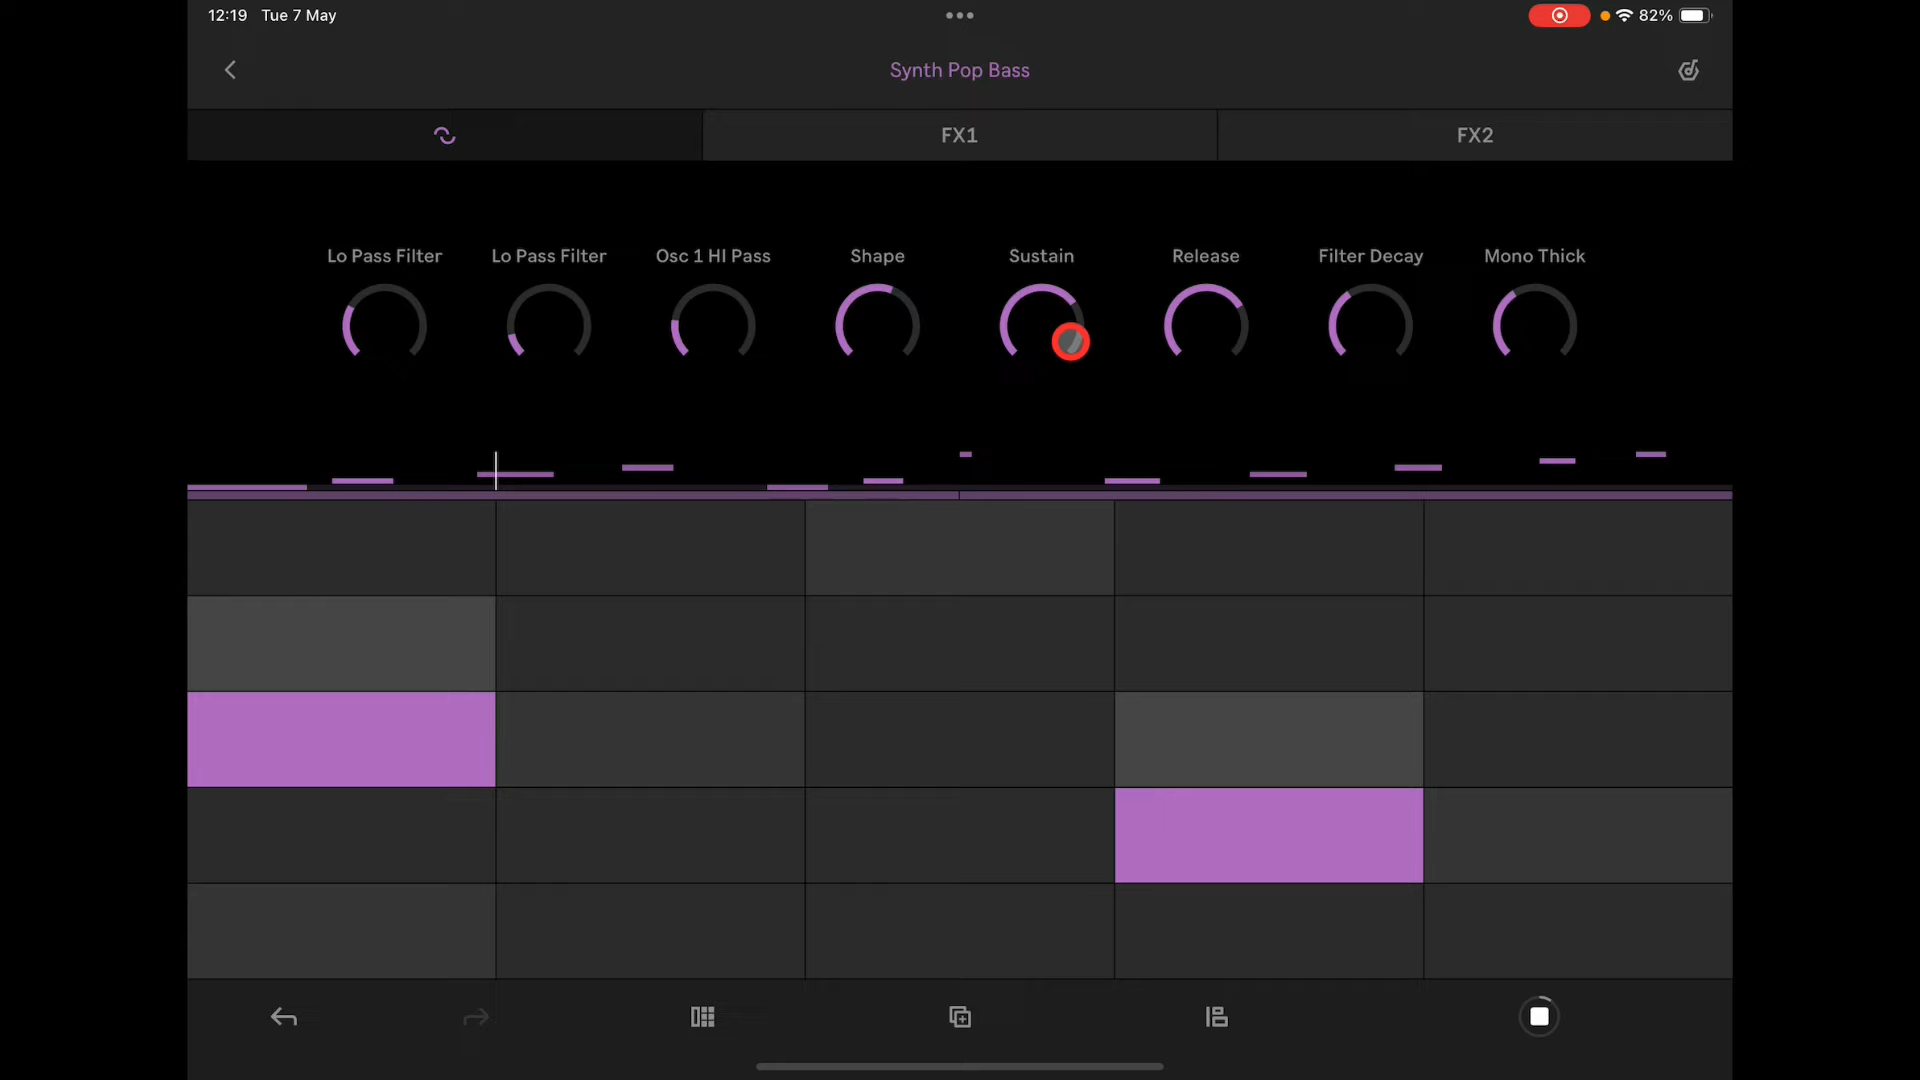 12:19 Tue 7 May
82%
Synth Pop Bass
FX1 FX2
Lo Pass Filter Lo Pass Filter Osc 1 HI Pass Shape Sustain Release Filter Decay Mono Thick